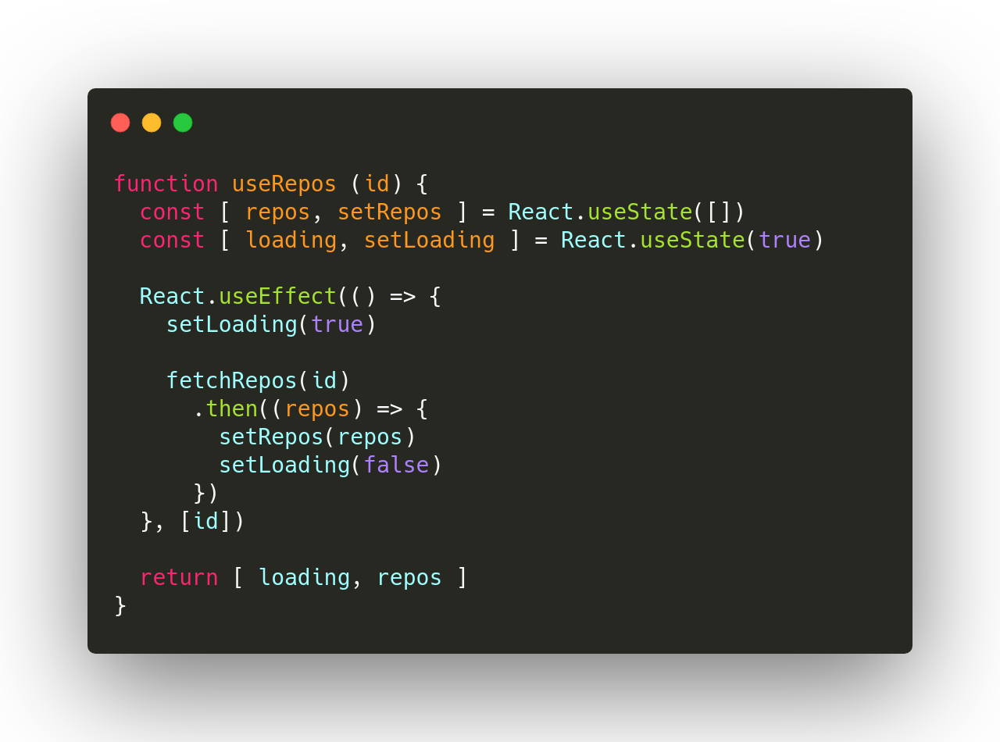 function useRepos (id) {
  const [ repos, setRepos ] = React.useState([])
  const [ loading, setLoading ] = React.useState(true)

  React.useEffect(() => {
    setLoading(true)

    fetchRepos(id)
      .then((repos) => {
        setRepos(repos)
        setLoading(false)
      })
  }, [id])

  return [ loading, repos ]
}